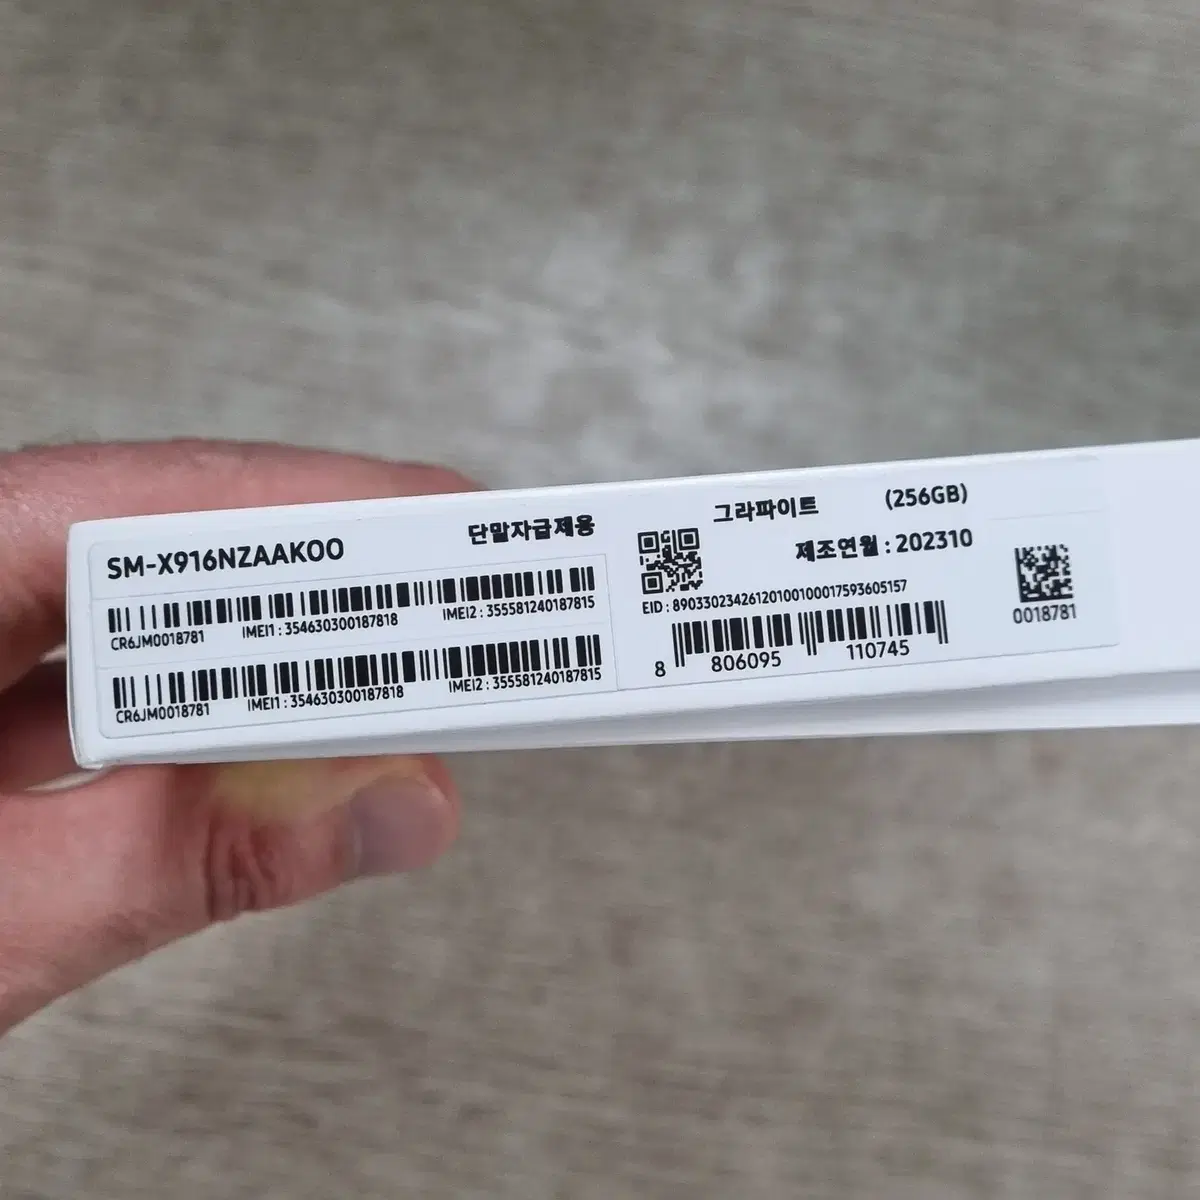 SM-X916NZAAKOO
단말자급제용
CR6JM0018781
IMEI1 : 354630300187818
IMEI2 : 355581240187815
CR6JM0018781
IMEI1 : 354630300187818
IMEI2 : 355581240187815
그라파이트 (256GB)
제조연월 : 202310
EID : 89033023426120100100017593605157
8 806095 110745
0018781